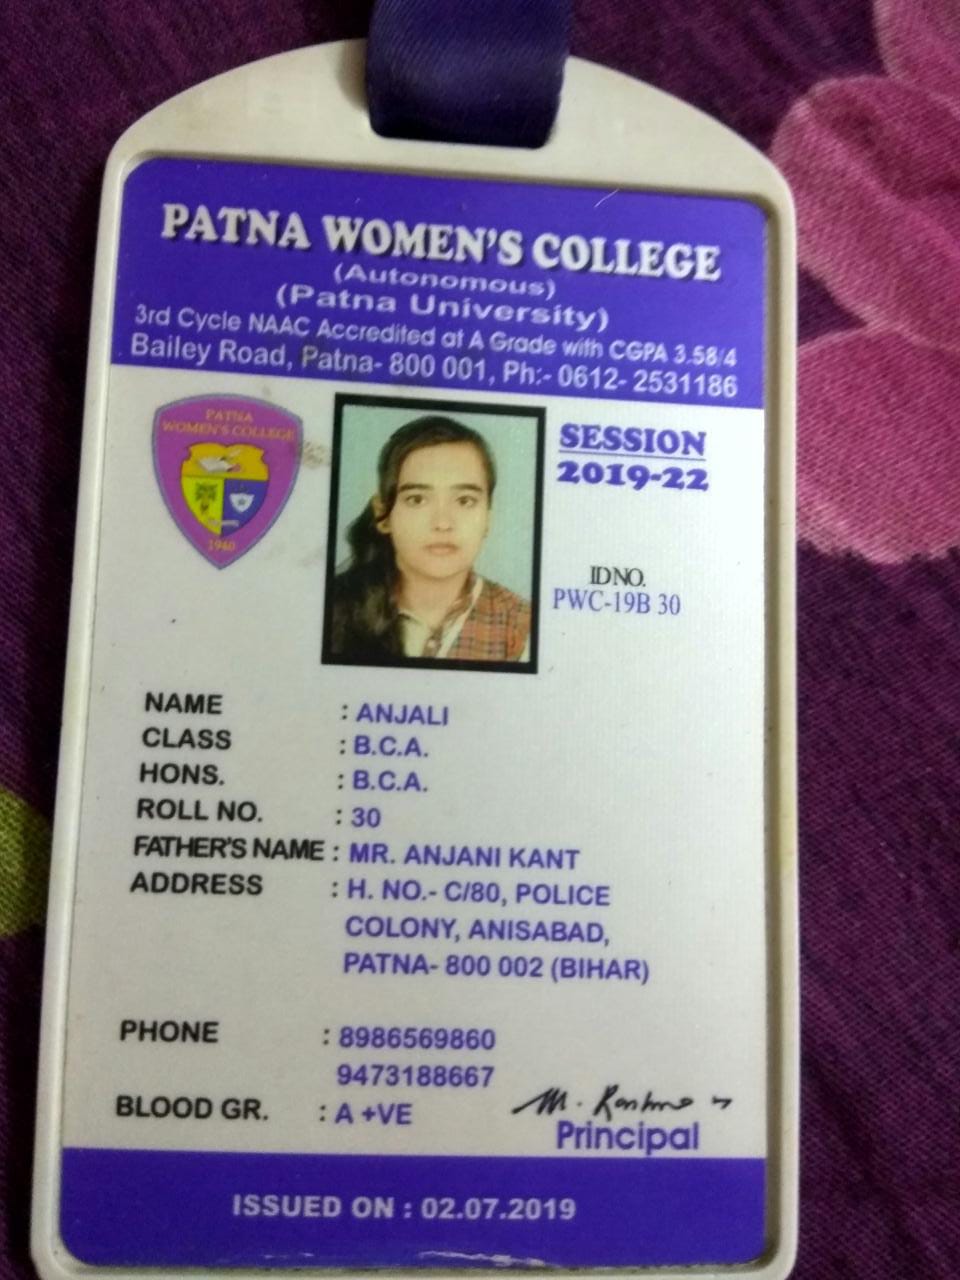 PATNA WOMEN'S COLLEGE
(Autonomous)
(Patna University)
3rd Cycle NAAC Accredited at A Grade with CGPA 3.58/4
Bailey Road, Patna- 800 001, Ph:- 0612- 2531186
PATNA
WOMEN'S COLLEGE
1940
SESSION
2019-22
ID NO.
PWC-19B 30
NAME : ANJALI
CLASS : B.C.A.
HONS. : B.C.A.
ROLL NO. : 30
FATHER'S NAME : MR. ANJANI KANT
ADDRESS : H. NO.- C/80, POLICE
COLONY, ANISABAD,
PATNA- 800 002 (BIHAR)
PHONE : 8986569860
9473188667
BLOOD GR. : A +VE
Principal
ISSUED ON : 02.07.2019